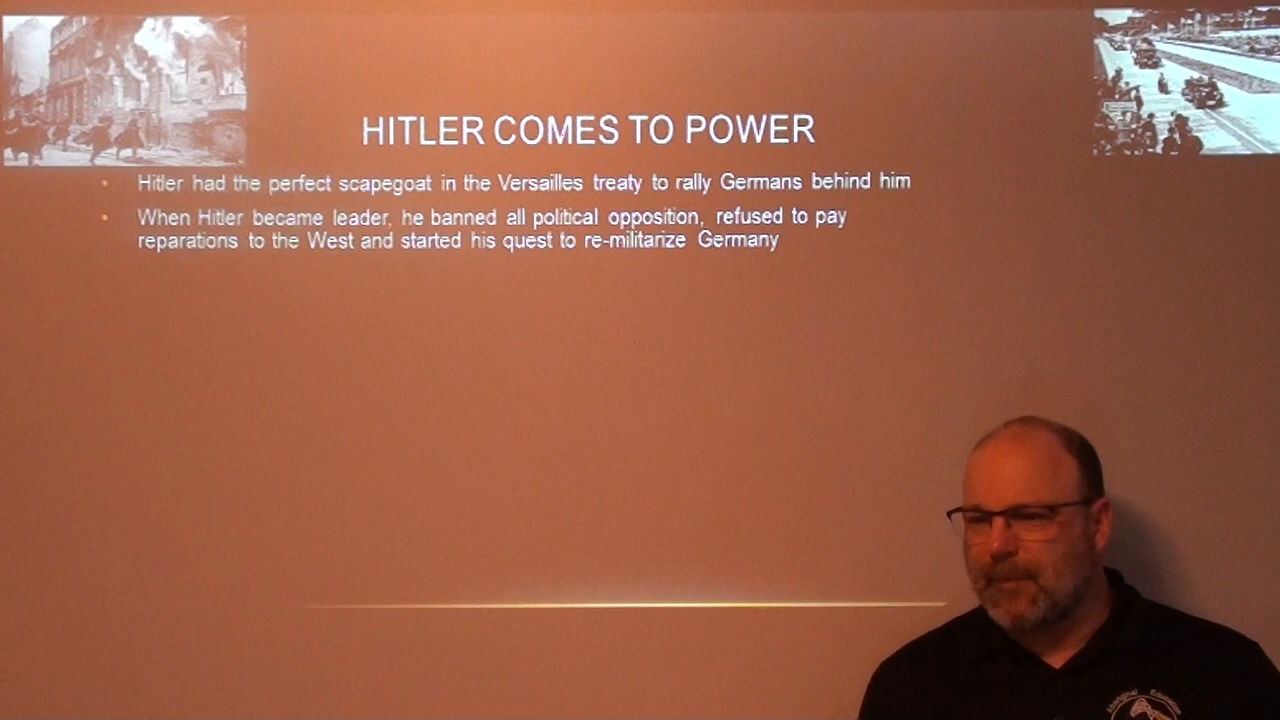 HITLER COMES TO POWER
• Hitler had the perfect scapegoat in the Versailles treaty to rally Germans behind him
• When Hitler became leader, he banned all political opposition, refused to pay
reparations to the West and started his quest to re-militarize Germany
Aboriginal Education